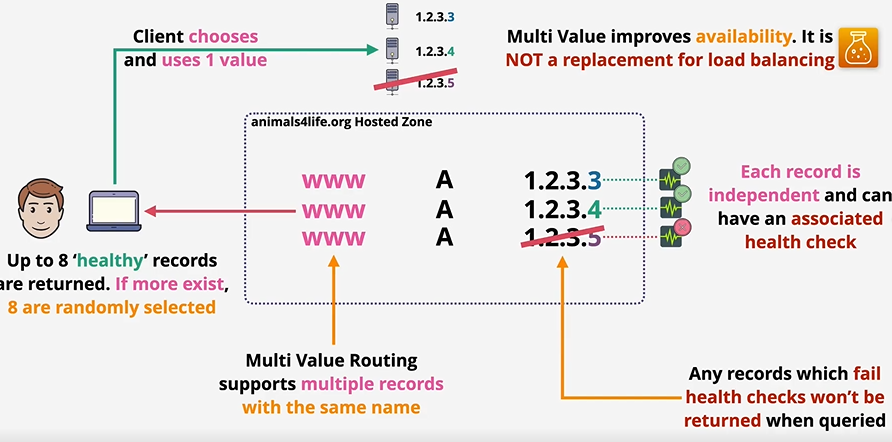 Client chooses
and uses 1 value
1.2.3.3
1.2.3.4
1.2.3.5
Multi Value improves availability. It is
NOT a replacement for load balancing
animals4life.org Hosted Zone
www A 1.2.3.3
www A 1.2.3.4
www A 1.2.3.5
Each record is
independent and can
have an associated
health check
Up to 8 ‘healthy’ records
are returned. If more exist,
8 are randomly selected
Multi Value Routing
supports multiple records
with the same name
Any records which fail
health checks won’t be
returned when queried